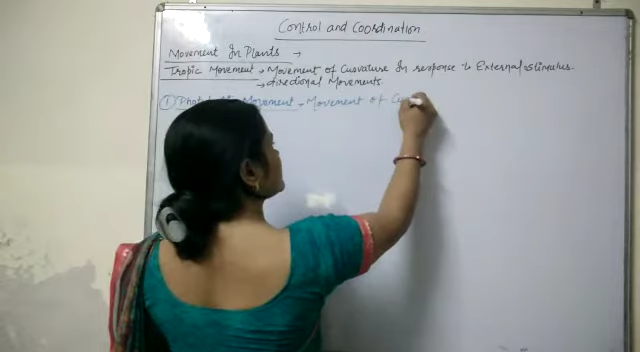 Control and Coordination
Movement In Plants →
Tropic Movement → Movement of Curvature In response to External stimulus
→ directional Movements.
① Movement → Movement of